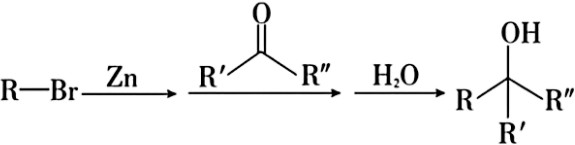 O
OH
R—Br Zn R′ R″ H₂O R R″
R′